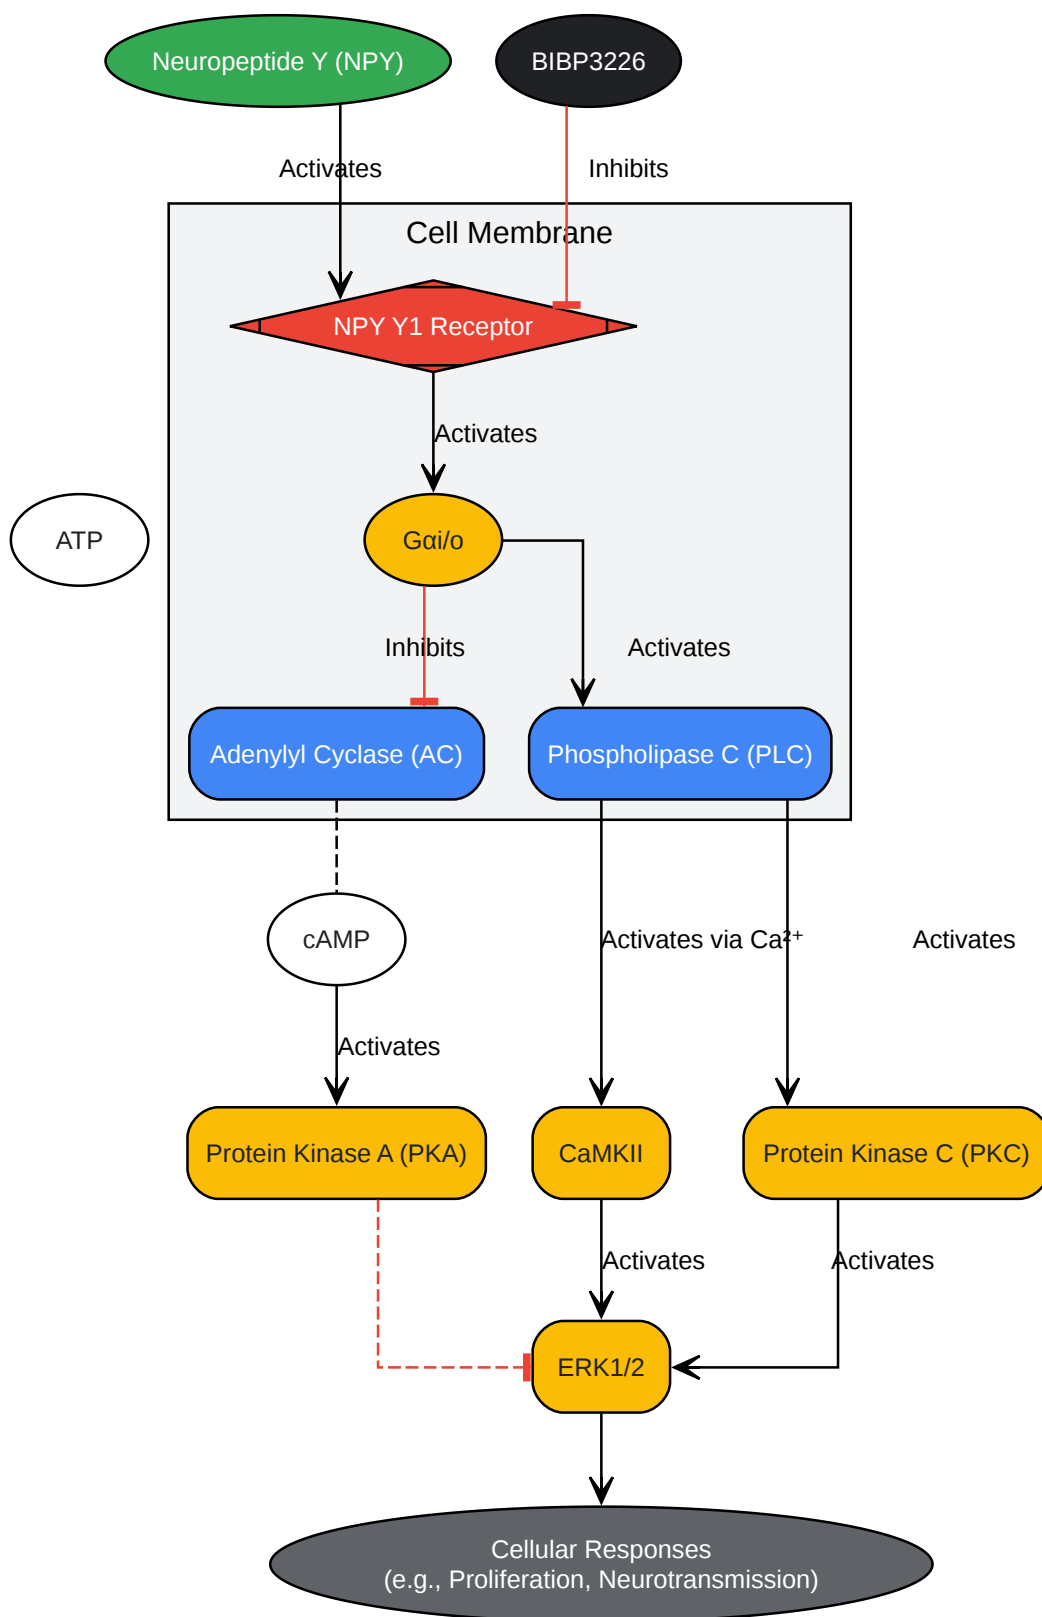 Neuropeptide Y (NPY)
BIBP3226
Activates
Inhibits
Cell Membrane
NPY Y1 Receptor
Activates
ATP
Gαi/o
Inhibits
Activates
Adenylyl Cyclase (AC)
Phospholipase C (PLC)
cAMP
Activates via Ca²⁺
Activates
Activates
Protein Kinase A (PKA)
CaMKII
Protein Kinase C (PKC)
Activates
Activates
ERK1/2
Cellular Responses
(e.g., Proliferation, Neurotransmission)